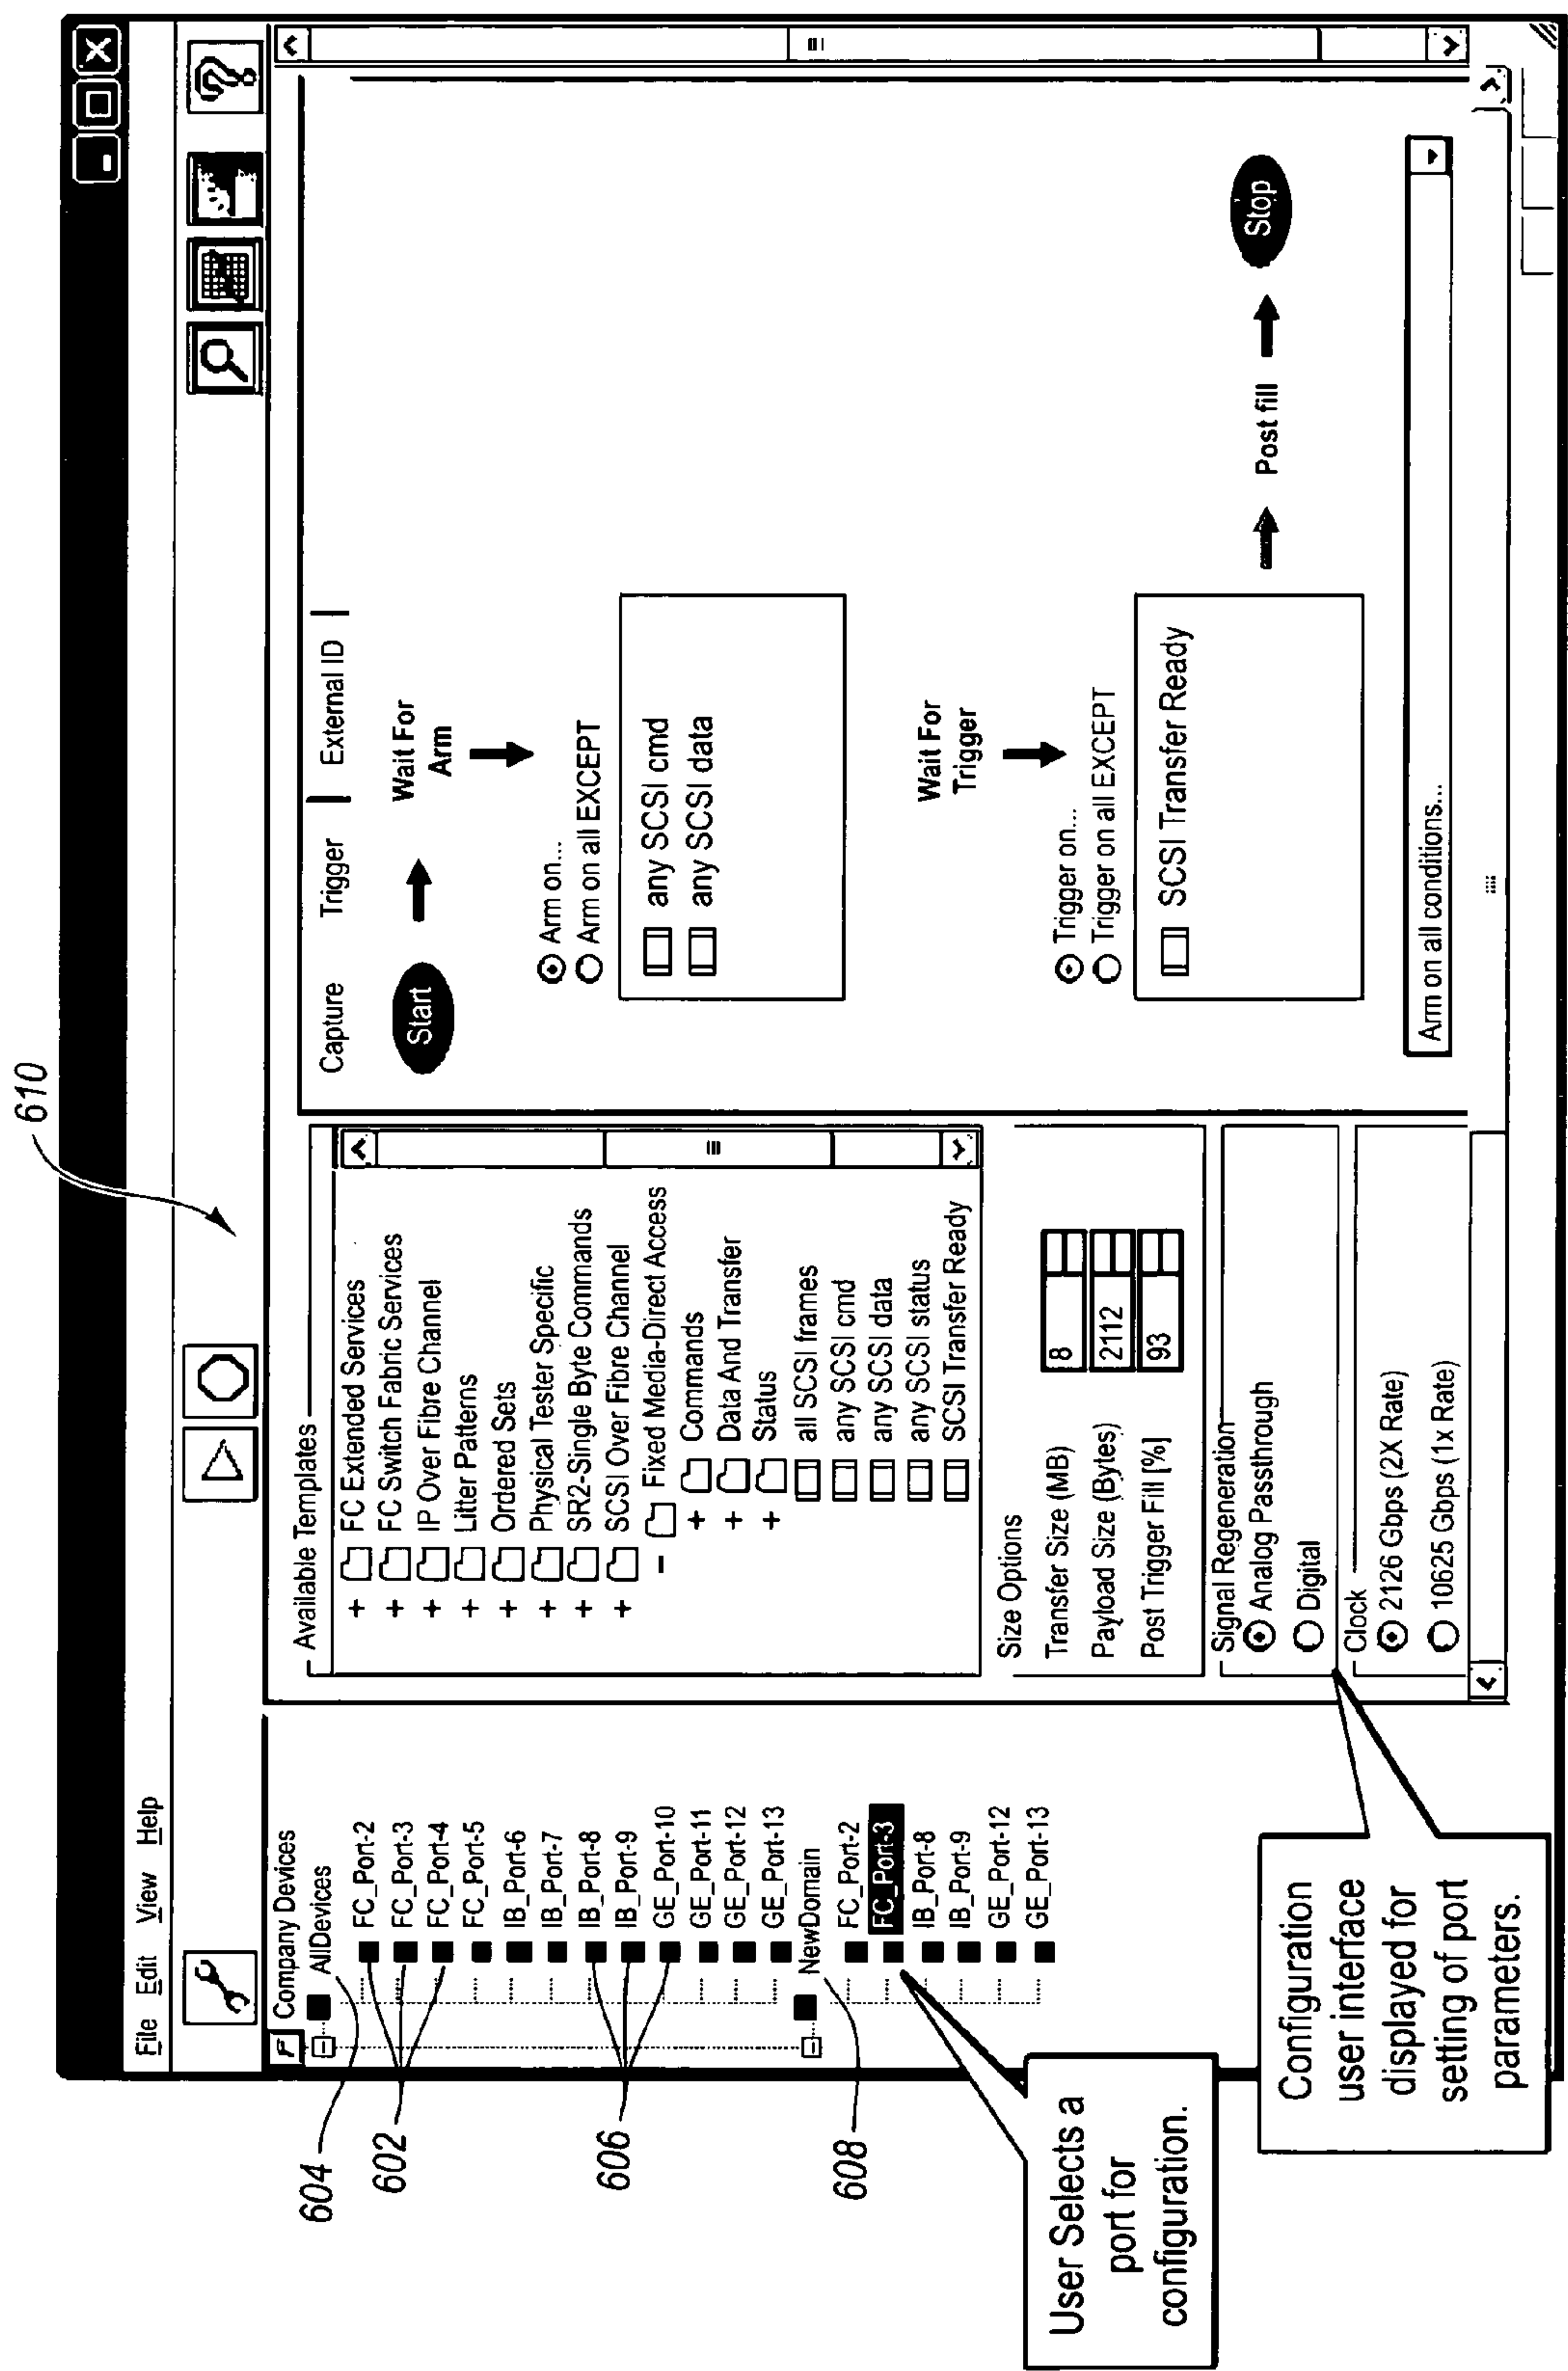 610
File Edit View Help
Company Devices
AllDevices
FC_Port-2
FC_Port-3
FC_Port-4
FC_Port-5
IB_Port-6
IB_Port-7
IB_Port-8
IB_Port-9
GE_Port-10
GE_Port-11
GE_Port-12
GE_Port-13
NewDomain
FC_Port-2
FC_Port-3
IB_Port-8
IB_Port-9
GE_Port-12
GE_Port-13
604
602
606
608
User Selects a
port for
configuration.
Configuration
user interface
displayed for
setting of port
parameters.
Available Templates
+ FC Extended Services
+ FC Switch Fabric Services
+ IP Over Fibre Channel
+ Litter Patterns
+ Ordered Sets
+ Physical Tester Specific
+ SR2-Single Byte Commands
+ SCSI Over Fibre Channel
- Fixed Media-Direct Access
+ Commands
+ Data And Transfer
+ Status
all SCSI frames
any SCSI cmd
any SCSI data
any SCSI status
SCSI Transfer Ready
Size Options
Transfer Size (MB) 8
Payload Size (Bytes) 2112
Post Trigger Fill [%] 93
Signal Regeneration
Analog Passthrough
Digital
Clock
2126 Gbps (2X Rate)
10625 Gbps (1x Rate)
Capture Trigger External ID
Start
Wait For
Arm
Arm on...
Arm on all EXCEPT
any SCSI cmd
any SCSI data
Wait For
Trigger
Trigger on...
Trigger on all EXCEPT
SCSI Transfer Ready
Post fill
Stop
Arm on all conditions...